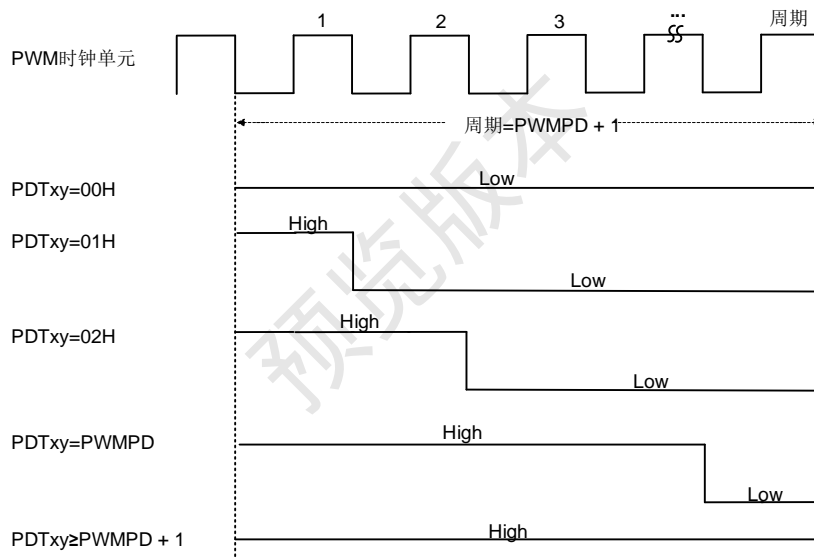 1 2 3 ... 周期
PWM时钟单元
周期=PWMPD + 1
PDTxy=00H Low
PDTxy=01H High
Low
PDTxy=02H High
Low
PDTxy=PWMPD High
Low
PDTxy≥PWMPD + 1 High
预览版本